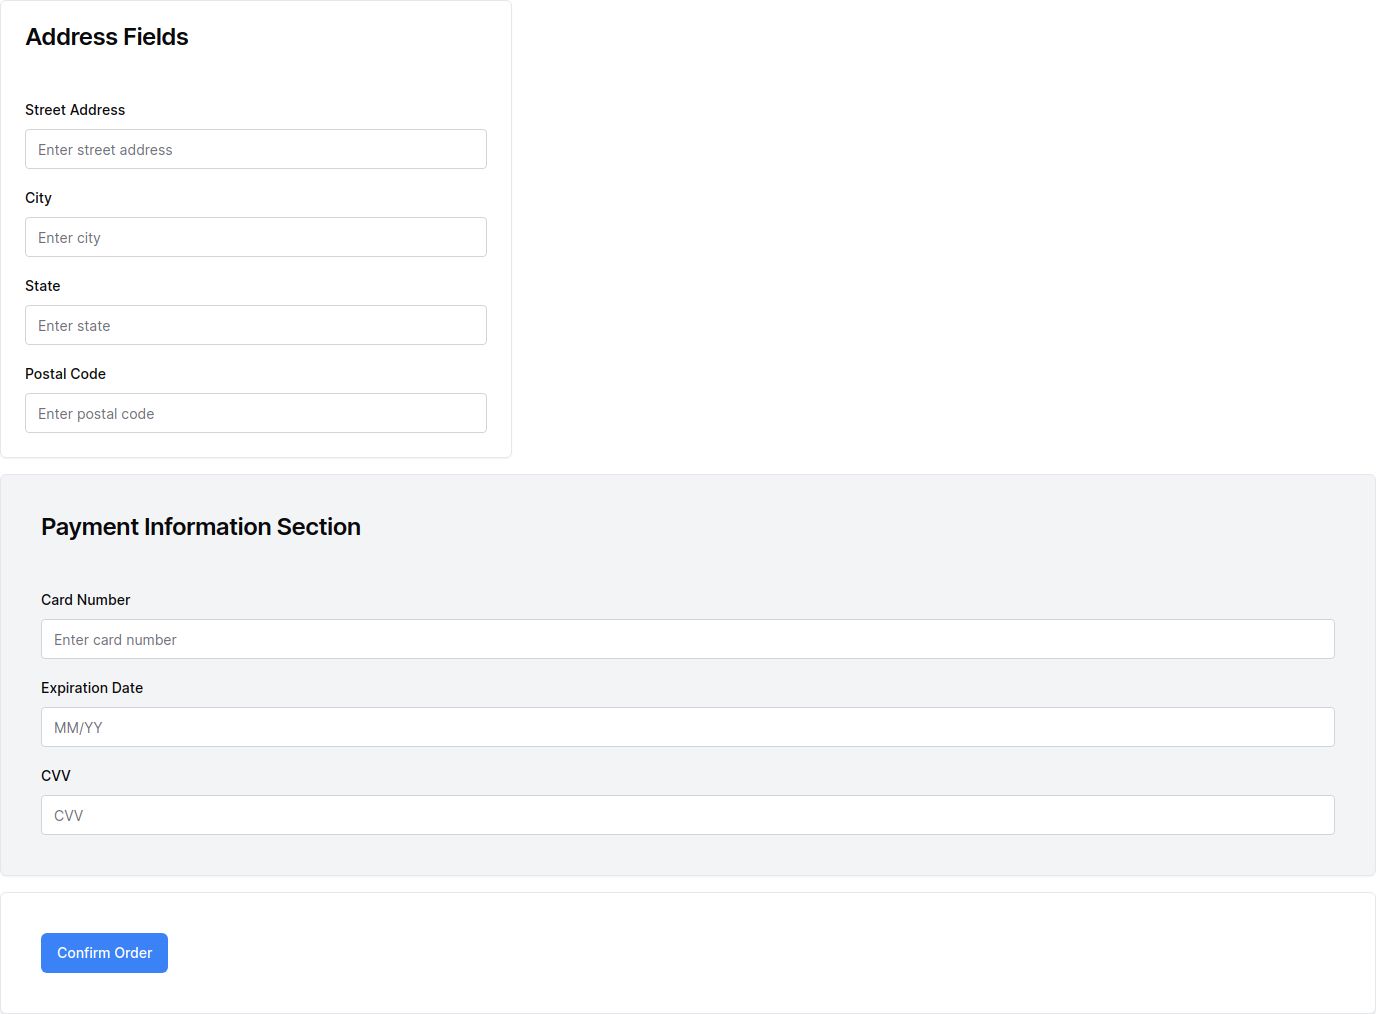 Address Fields
Street Address
Enter street address
City
Enter city
State
Enter state
Postal Code
Enter postal code
Payment Information Section
Card Number
Enter card number
Expiration Date
MM/YY
CVV
CVV
Confirm Order